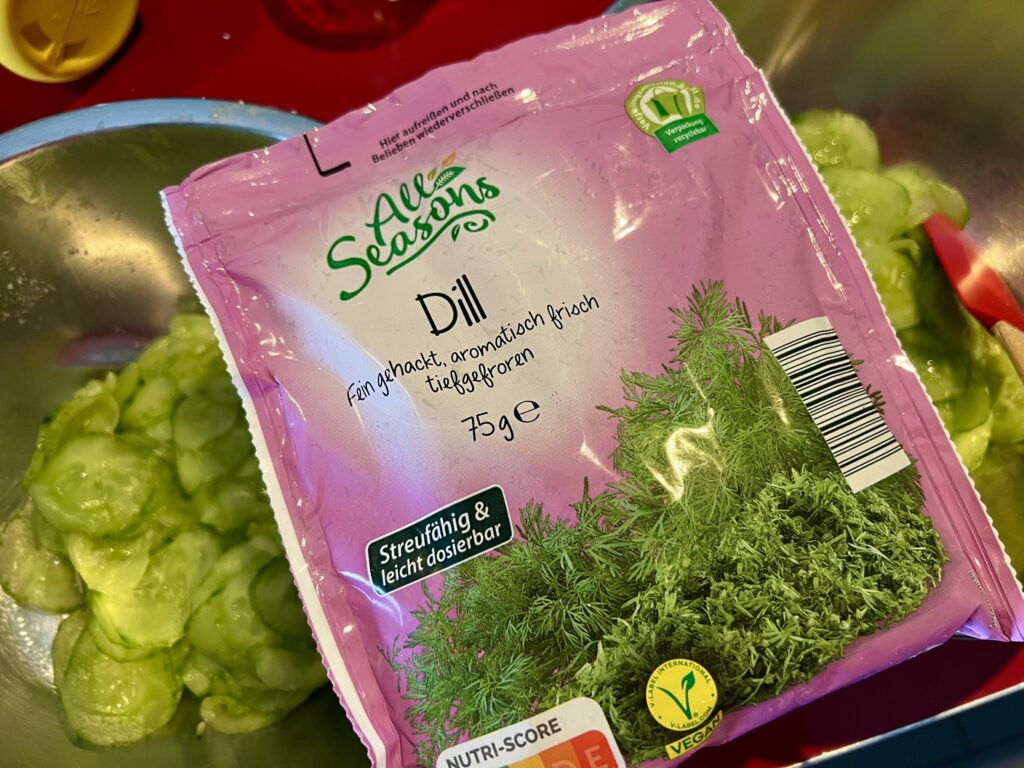 Hier aufreißen und nach
Belieben wiederverschließen
Verpackung
recyclebar
All
Seasons
Dill
Fein gehackt, aromatisch frisch
tiefgefroren
75g e
Streufähig &
leicht dosierbar
V-LABEL INTERNATIONAL
V-LABEL.COM
VEGAN
NUTRI-SCORE
D E